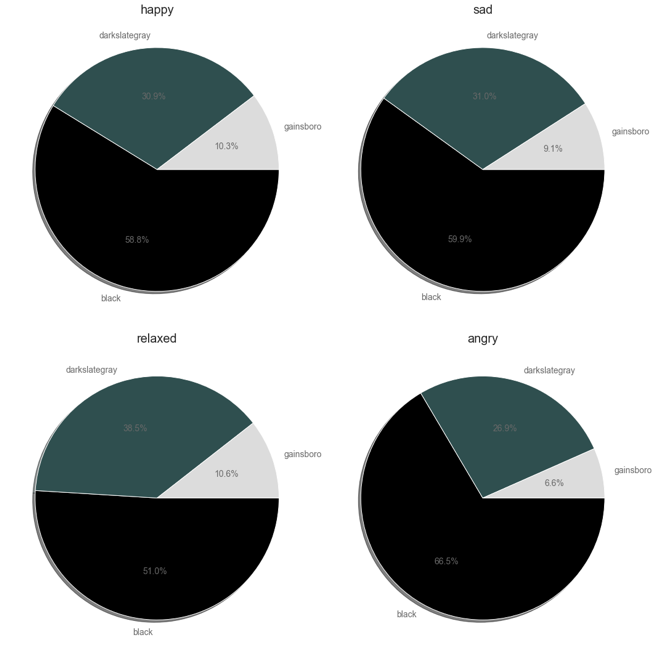 happy
darkslategray
30.9%
gainsboro
10.3%
58.8%
black
sad
darkslategray
31.0%
gainsboro
9.1%
59.9%
black
relaxed
darkslategray
38.5%
gainsboro
10.6%
51.0%
black
angry
darkslategray
26.9%
gainsboro
6.6%
66.5%
black